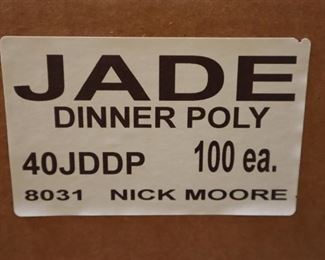 JADE
DINNER POLY
40JDDP 100 ea.
8031 NICK MOORE